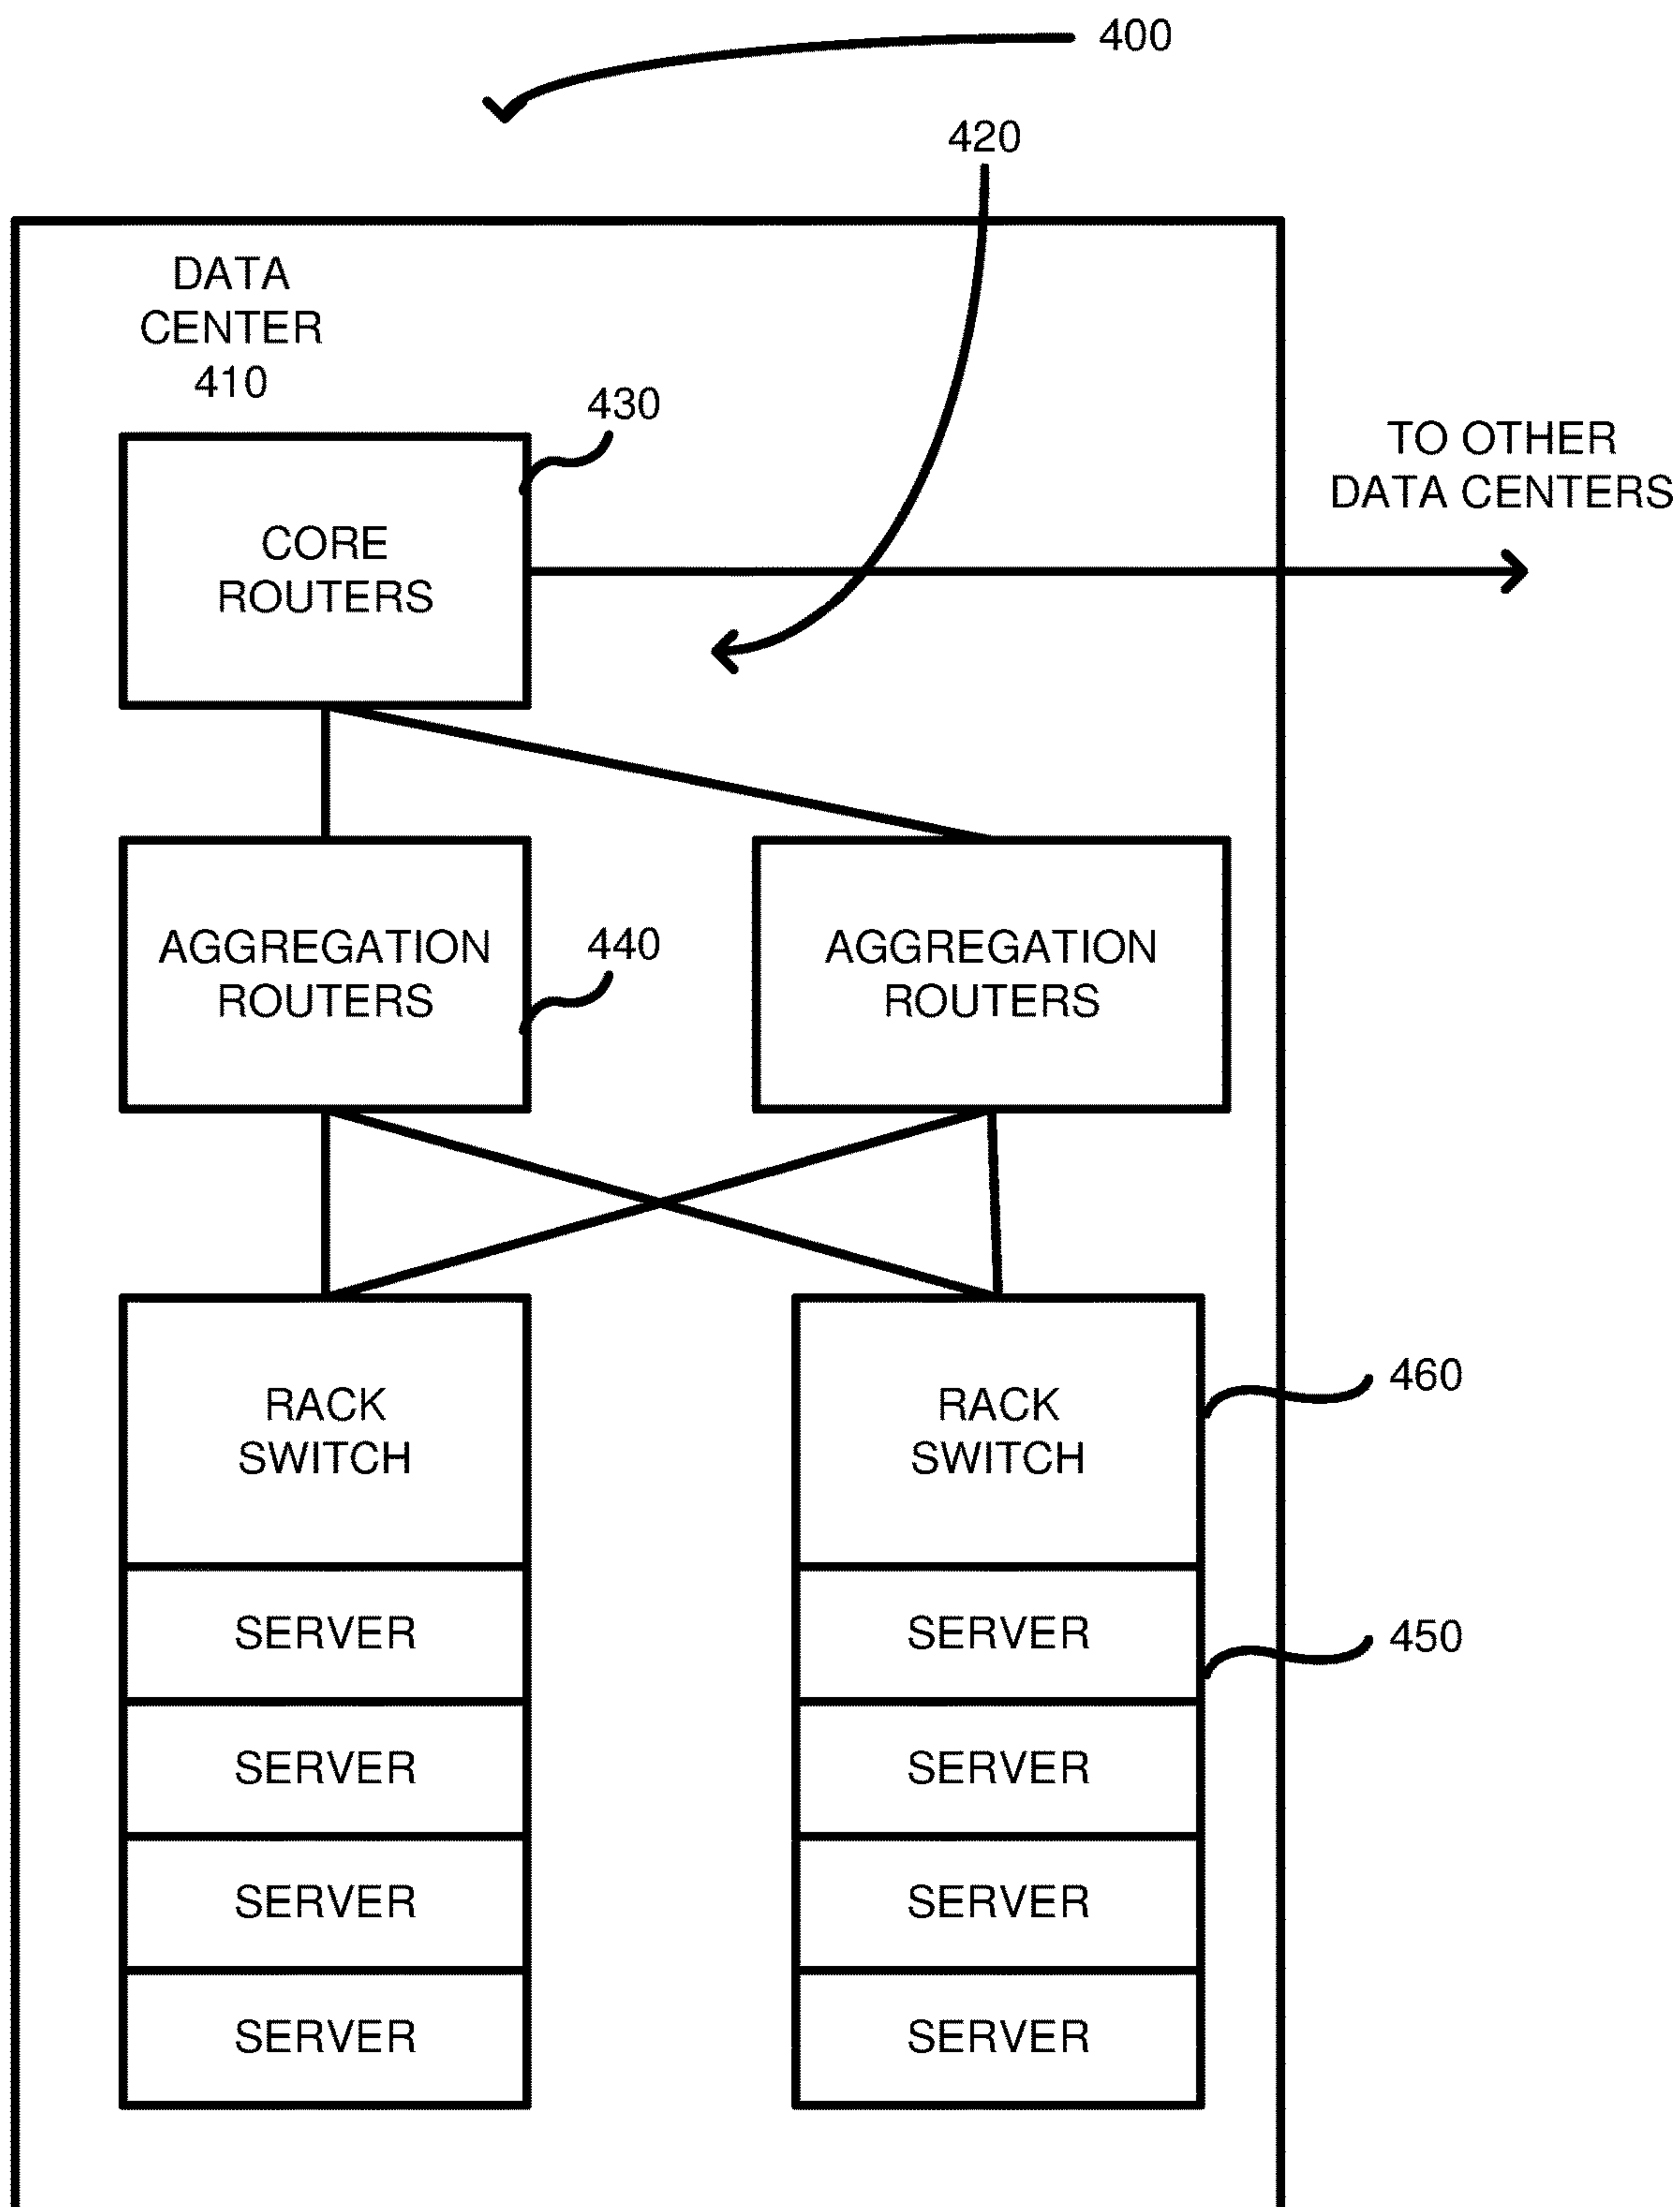 400
420
DATA
CENTER
410
430
TO OTHER
DATA CENTERS
CORE
ROUTERS
AGGREGATION
ROUTERS
440
AGGREGATION
ROUTERS
RACK
SWITCH
RACK
SWITCH
460
SERVER
SERVER
450
SERVER
SERVER
SERVER
SERVER
SERVER
SERVER